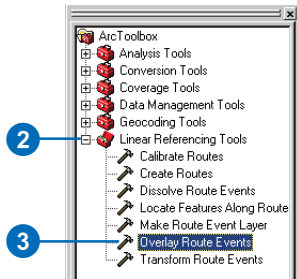 ArcToolbox
Analysis Tools
Conversion Tools
Coverage Tools
Data Management Tools
Geocoding Tools
2 Linear Referencing Tools
Calibrate Routes
Create Routes
Dissolve Route Events
Locate Features Along Route
Make Route Event Layer
3 Overlay Route Events
Transform Route Events